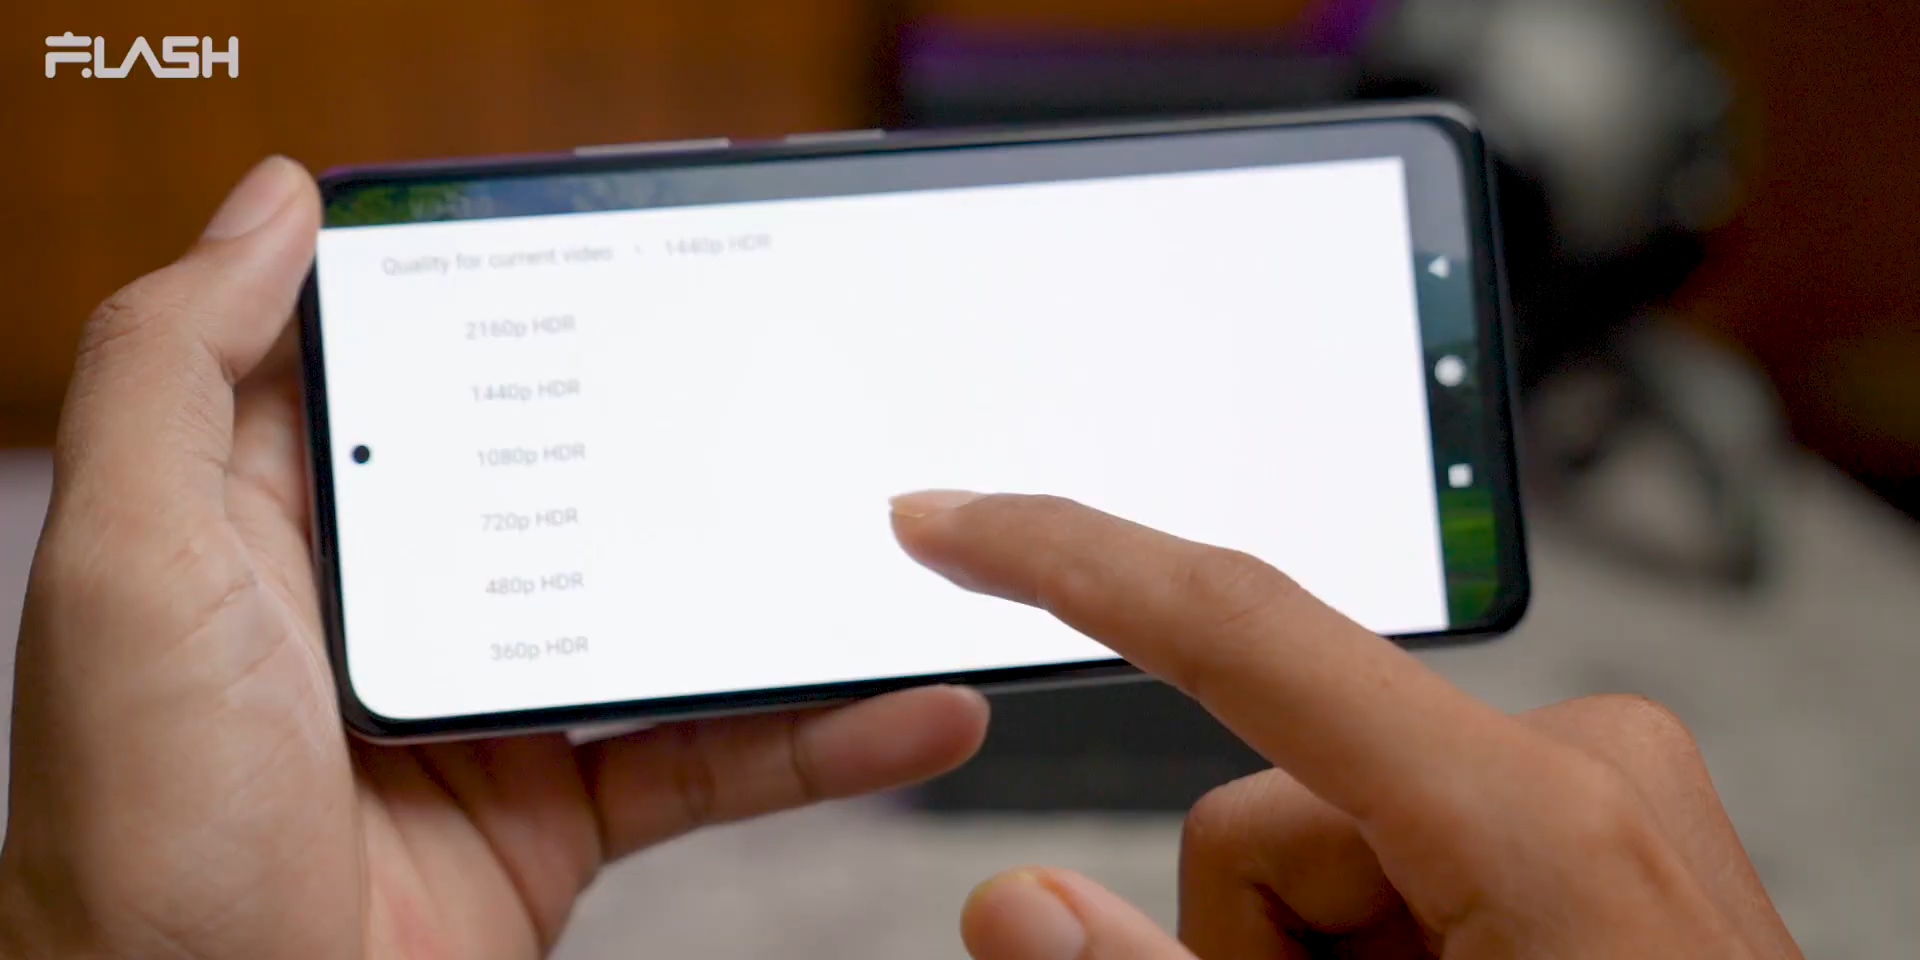 FLASH
Quality for current video • 1440p HDR
2160p HDR
1440p HDR
1080p HDR
720p HDR
480p HDR
360p HDR